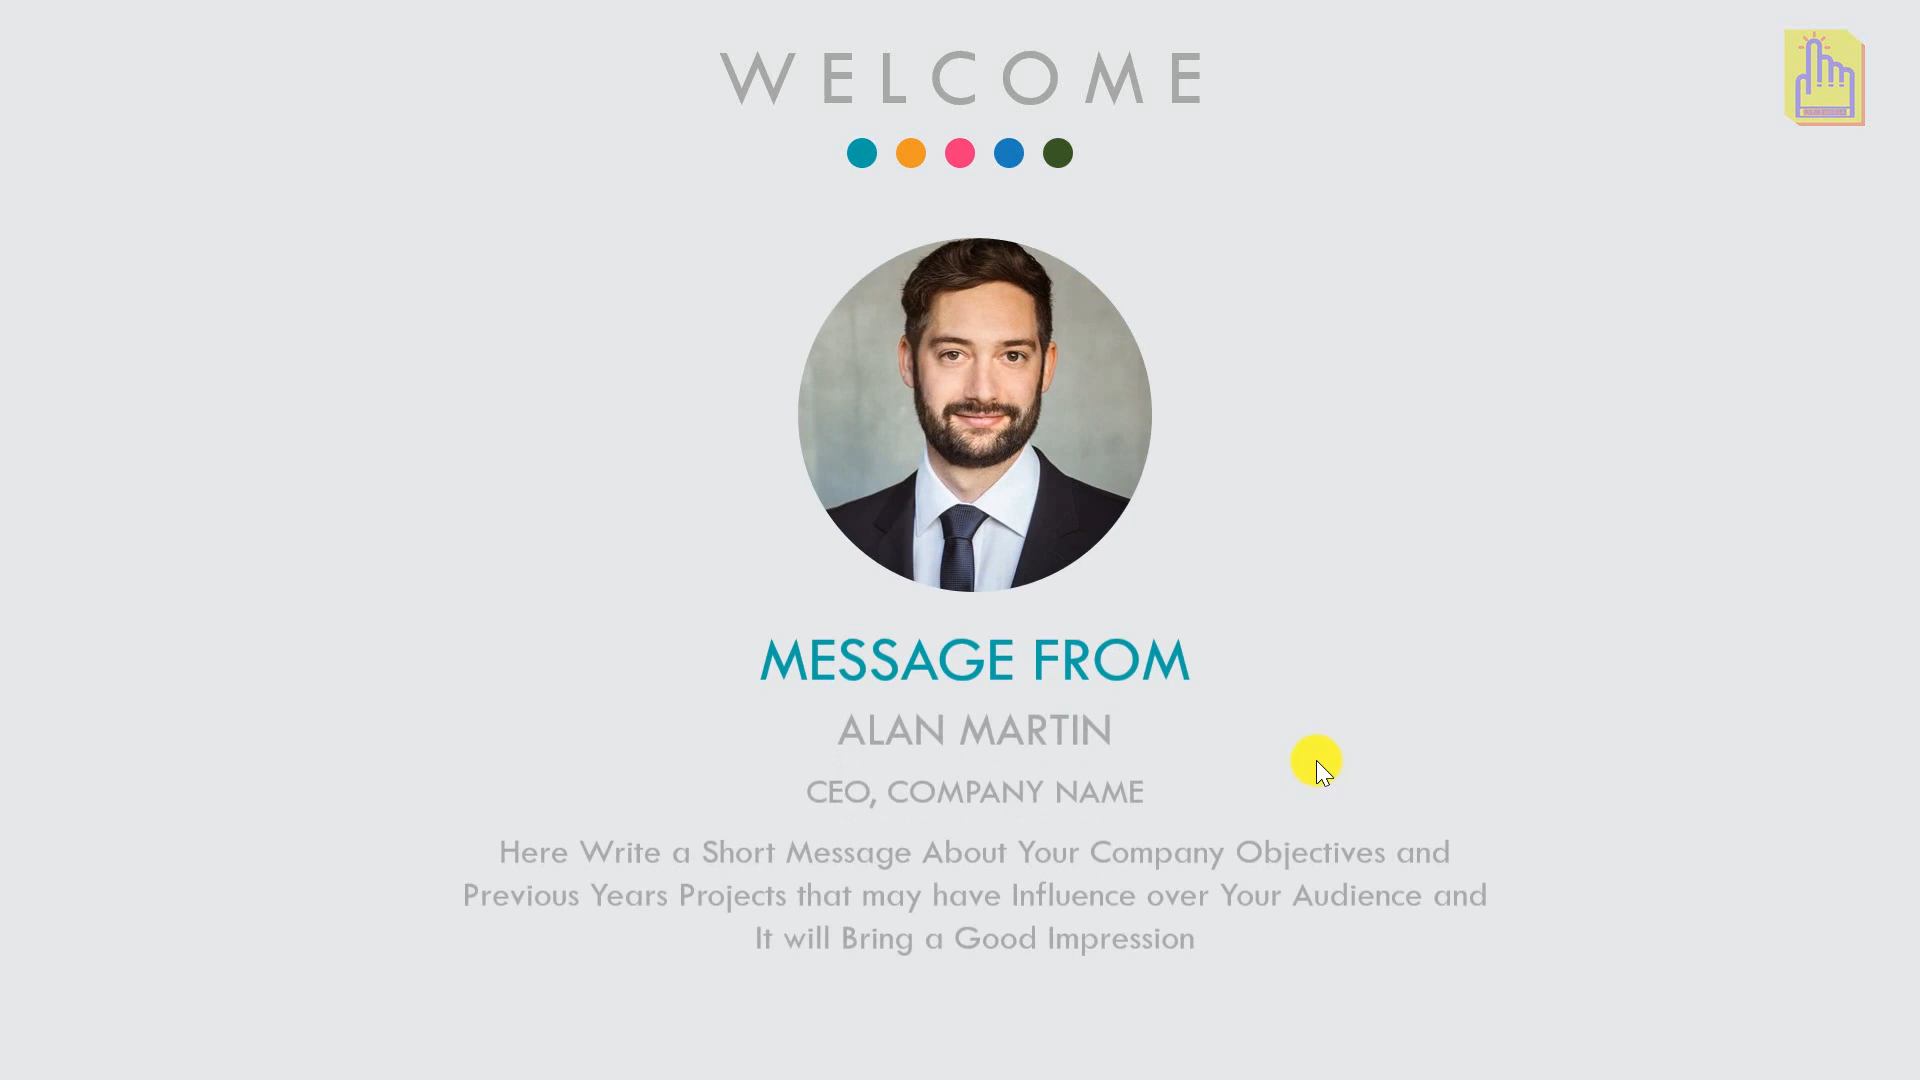 WELCOME
MESSAGE FROM
ALAN MARTIN
CEO, COMPANY NAME
Here Write a Short Message About Your Company Objectives and
Previous Years Projects that may have Influence over Your Audience and
It will Bring a Good Impression